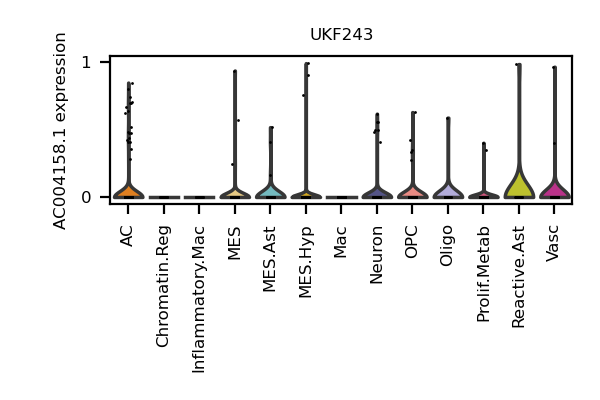 UKF243
AC004158.1 expression
1
0
AC
Chromatin.Reg
Inflammatory.Mac
MES
MES.Ast
MES.Hyp
Mac
Neuron
OPC
Oligo
Prolif.Metab
Reactive.Ast
Vasc